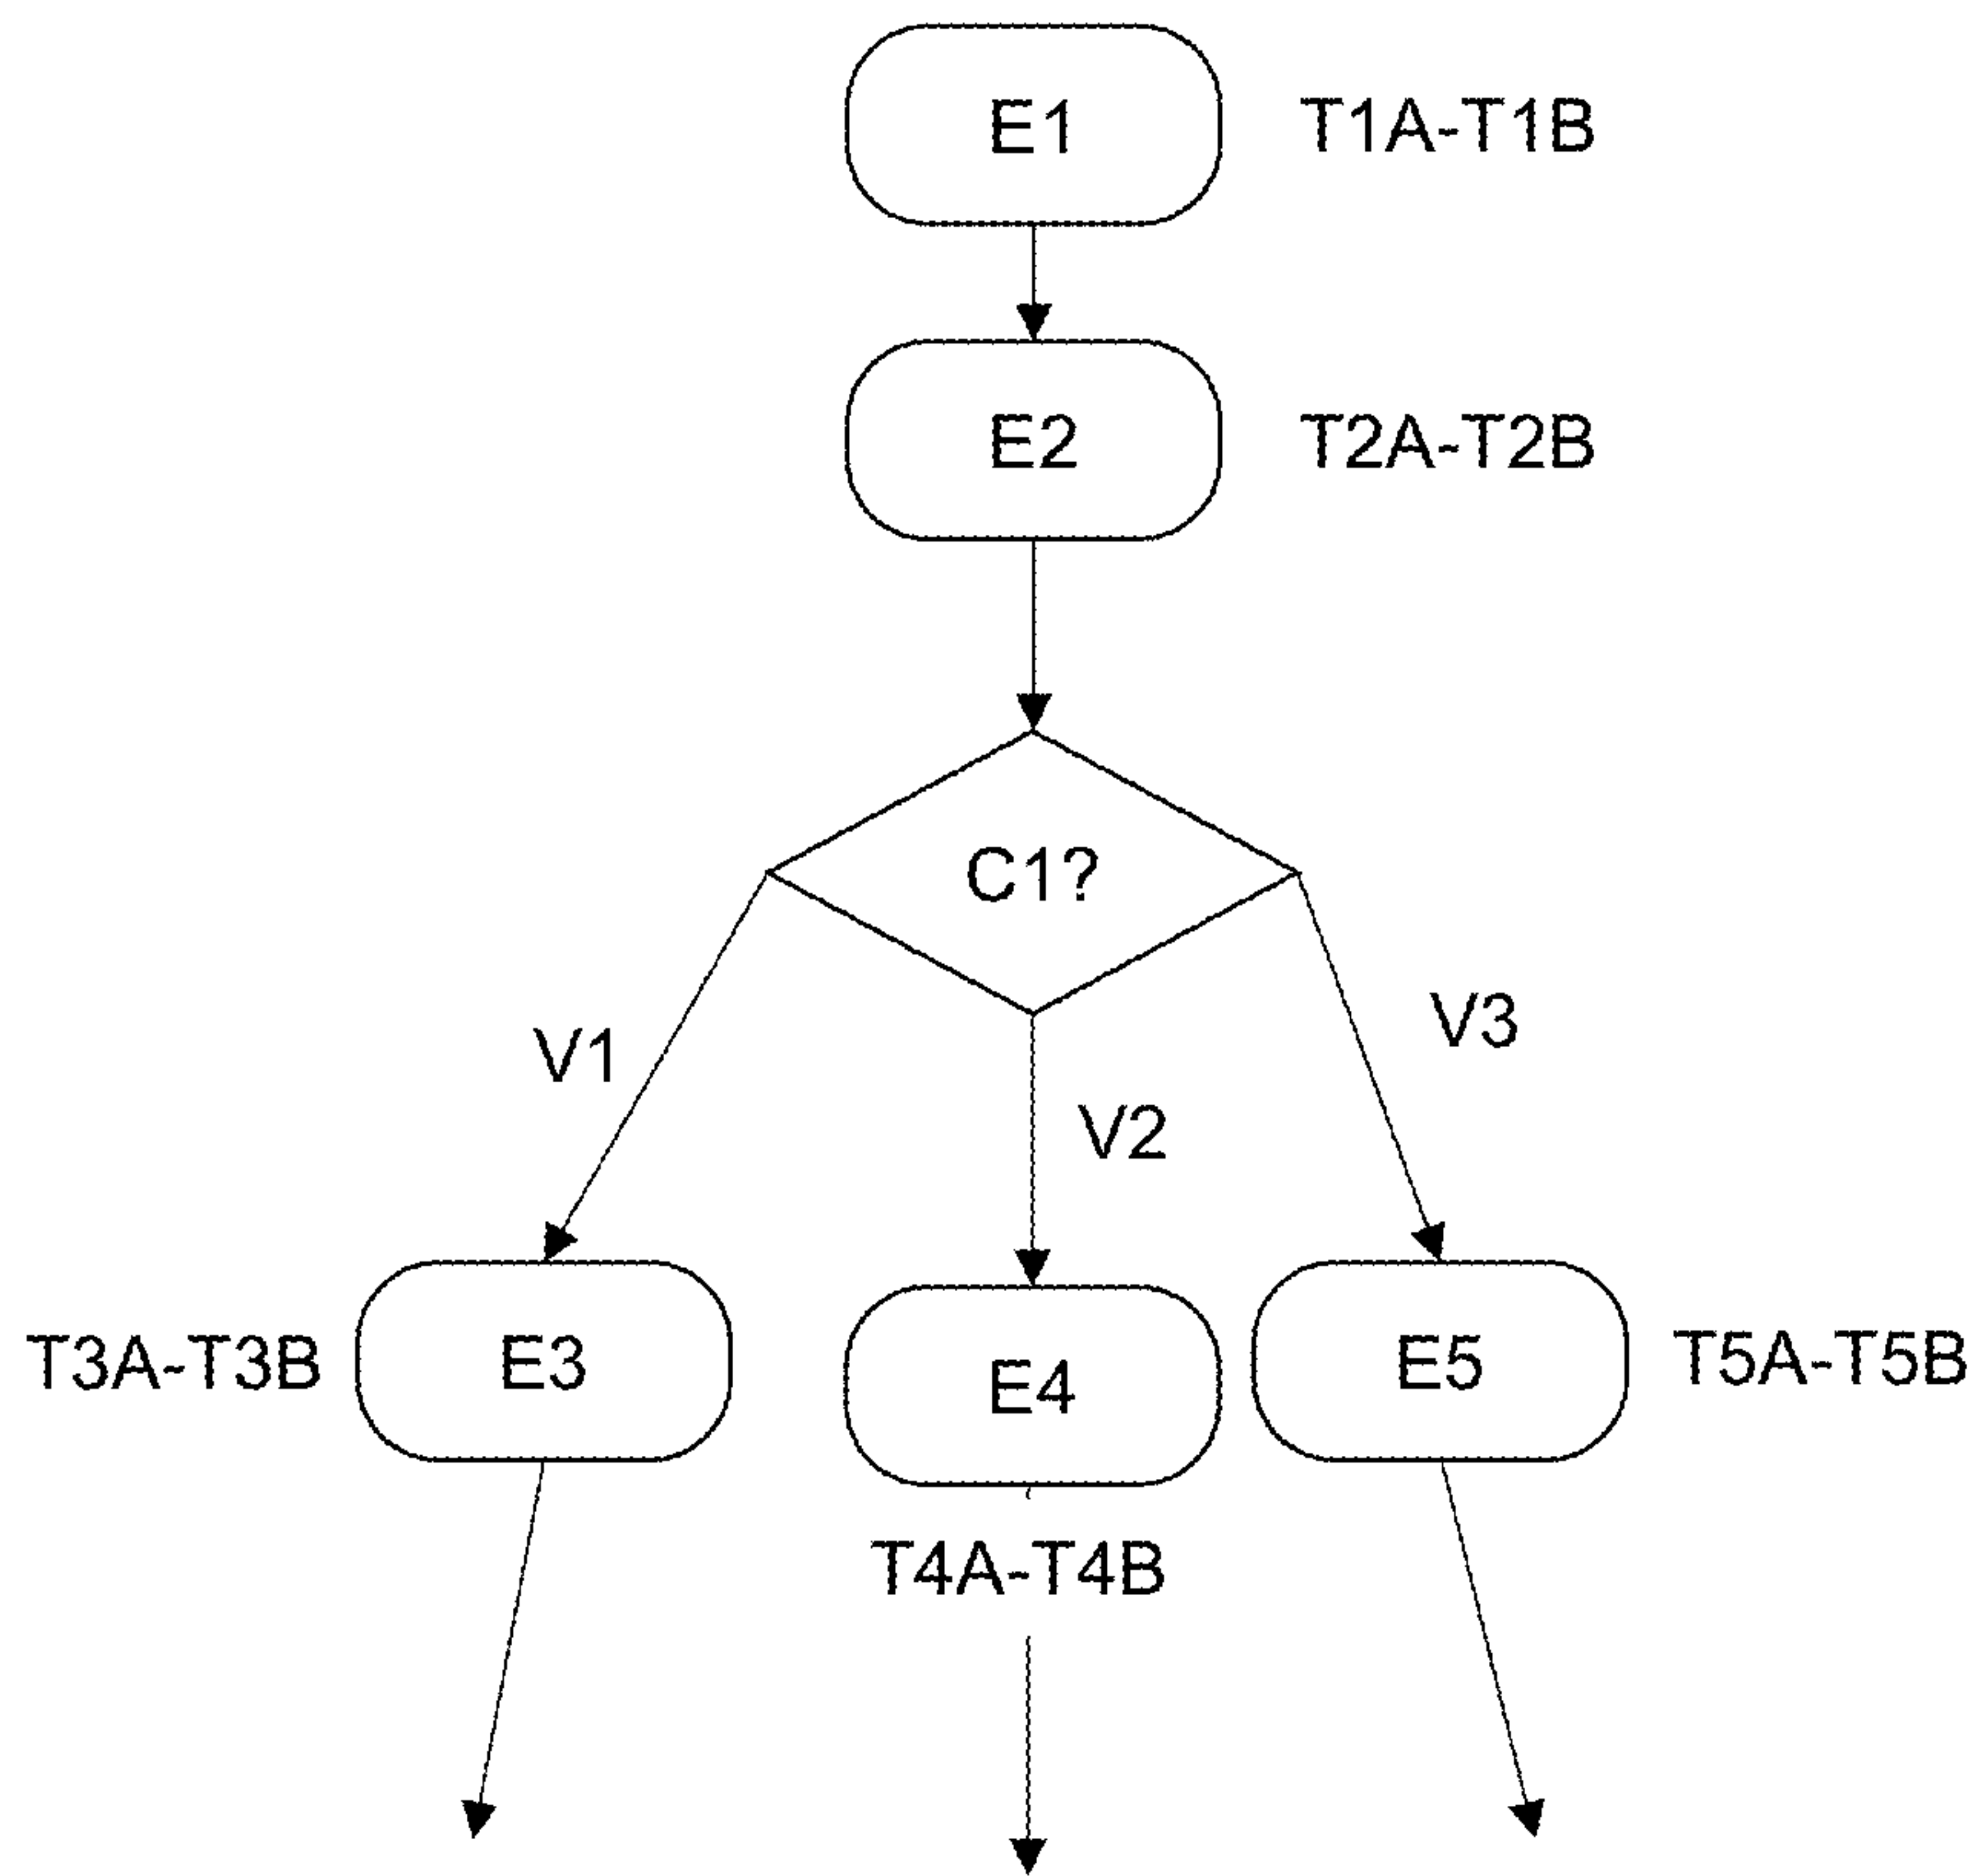 E1 T1A-T1B
E2 T2A-T2B
C1?
V1 V2 V3
T3A-T3B E3 E4 E5 T5A-T5B
T4A-T4B